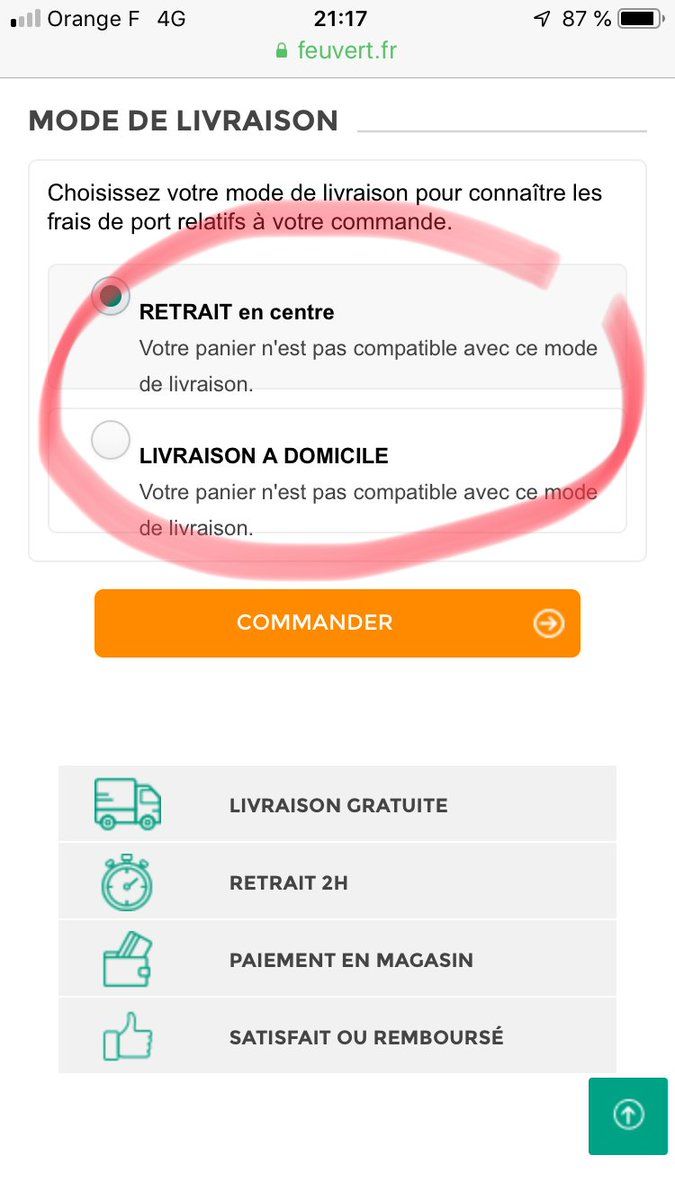 Orange F 4G 21:17 87 %
feuvert.fr
MODE DE LIVRAISON
Choisissez votre mode de livraison pour connaître les
frais de port relatifs à votre commande.
RETRAIT en centre
Votre panier n'est pas compatible avec ce mode
de livraison.
LIVRAISON A DOMICILE
Votre panier n'est pas compatible avec ce mode
de livraison.
COMMANDER
LIVRAISON GRATUITE
RETRAIT 2H
PAIEMENT EN MAGASIN
SATISFAIT OU REMBOURSÉ